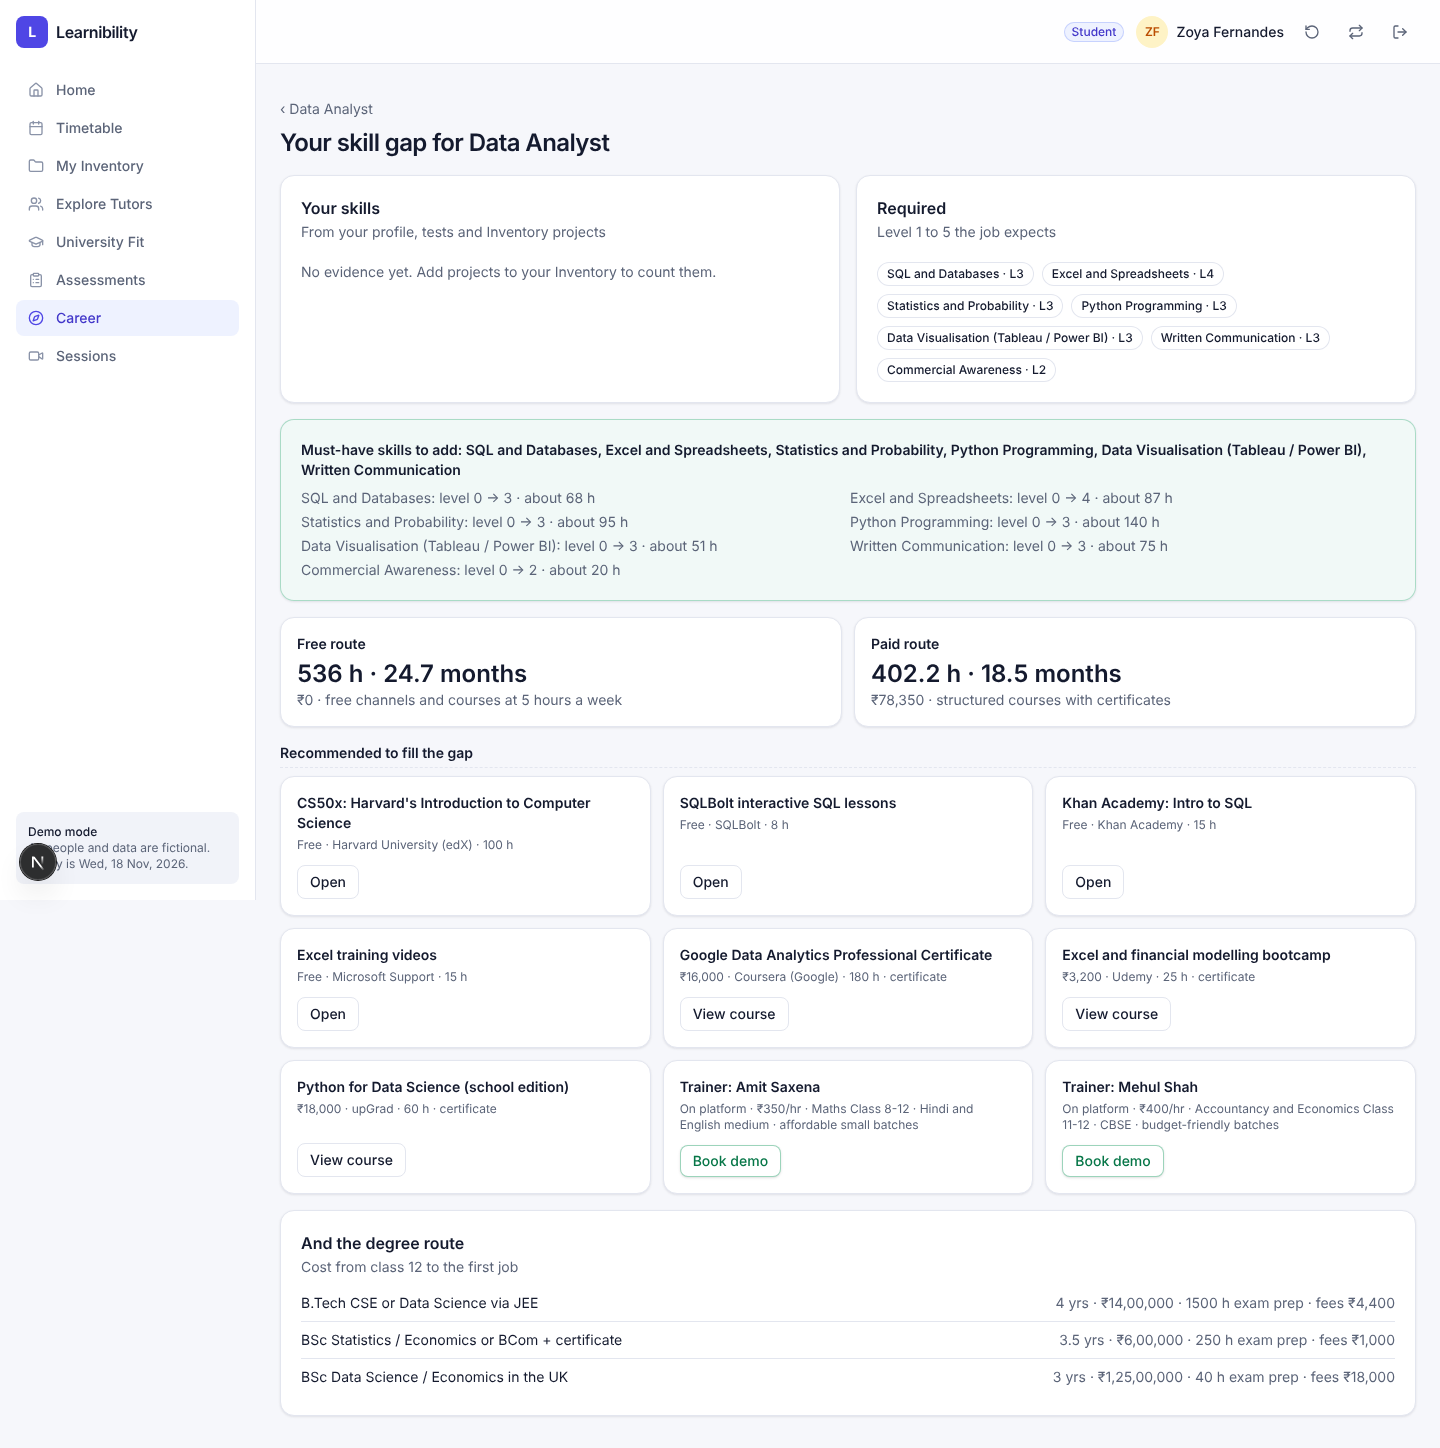 L Learnibility
Student ZF Zoya Fernandes
Home
Timetable
My Inventory
Explore Tutors
University Fit
Assessments
Career
Sessions
Demo mode
people and data are fictional.
is Wed, 18 Nov, 2026.
N
‹ Data Analyst
Your skill gap for Data Analyst
Your skills
From your profile, tests and Inventory projects
No evidence yet. Add projects to your Inventory to count them.
Required
Level 1 to 5 the job expects
SQL and Databases · L3 Excel and Spreadsheets · L4
Statistics and Probability · L3 Python Programming · L3
Data Visualisation (Tableau / Power BI) · L3 Written Communication · L3
Commercial Awareness · L2
Must-have skills to add: SQL and Databases, Excel and Spreadsheets, Statistics and Probability, Python Programming, Data Visualisation (Tableau / Power BI),
Written Communication
SQL and Databases: level 0 → 3 · about 68 h
Excel and Spreadsheets: level 0 → 4 · about 87 h
Statistics and Probability: level 0 → 3 · about 95 h
Python Programming: level 0 → 3 · about 140 h
Data Visualisation (Tableau / Power BI): level 0 → 3 · about 51 h
Written Communication: level 0 → 3 · about 75 h
Commercial Awareness: level 0 → 2 · about 20 h
Free route
536 h · 24.7 months
₹0 · free channels and courses at 5 hours a week
Paid route
402.2 h · 18.5 months
₹78,350 · structured courses with certificates
Recommended to fill the gap
CS50x: Harvard's Introduction to Computer
Science
Free · Harvard University (edX) · 100 h
Open
SQLBolt interactive SQL lessons
Free · SQLBolt · 8 h
Open
Khan Academy: Intro to SQL
Free · Khan Academy · 15 h
Open
Excel training videos
Free · Microsoft Support · 15 h
Open
Google Data Analytics Professional Certificate
₹16,000 · Coursera (Google) · 180 h · certificate
View course
Excel and financial modelling bootcamp
₹3,200 · Udemy · 25 h · certificate
View course
Python for Data Science (school edition)
₹18,000 · upGrad · 60 h · certificate
View course
Trainer: Amit Saxena
On platform · ₹350/hr · Maths Class 8-12 · Hindi and
English medium · affordable small batches
Book demo
Trainer: Mehul Shah
On platform · ₹400/hr · Accountancy and Economics Class
11-12 · CBSE · budget-friendly batches
Book demo
And the degree route
Cost from class 12 to the first job
B.Tech CSE or Data Science via JEE
4 yrs · ₹14,00,000 · 1500 h exam prep · fees ₹4,400
BSc Statistics / Economics or BCom + certificate
3.5 yrs · ₹6,00,000 · 250 h exam prep · fees ₹1,000
BSc Data Science / Economics in the UK
3 yrs · ₹1,25,00,000 · 40 h exam prep · fees ₹18,000